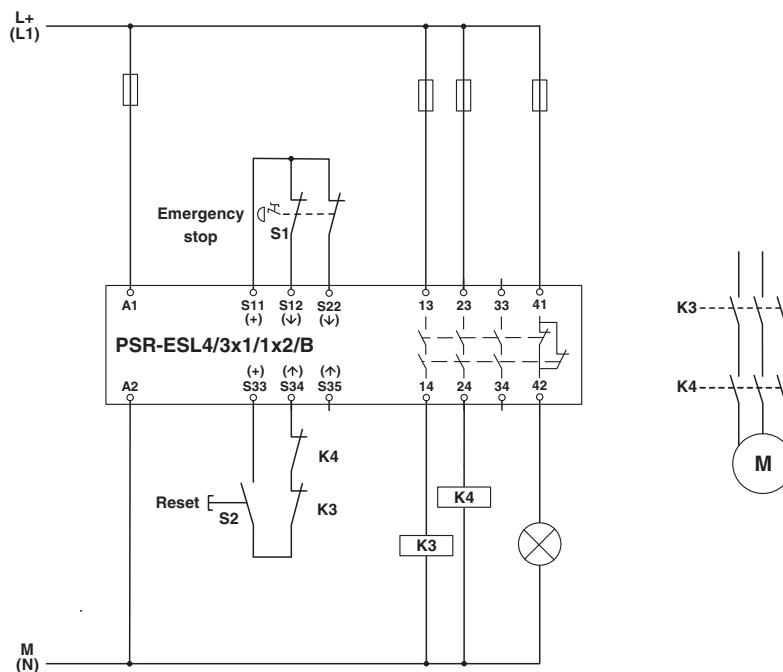 L+
(L1)
Emergency
stop
S1
A1 S11 S12 S22 13 23 33 41
(+) (↓) (↓)
PSR-ESL4/3x1/1x2/B
(+) (↑) (↑)
A2 S33 S34 S35 14 24 34 42
K3
K4
M
K4
K3
Reset
S2
K4
K3
M
(N)